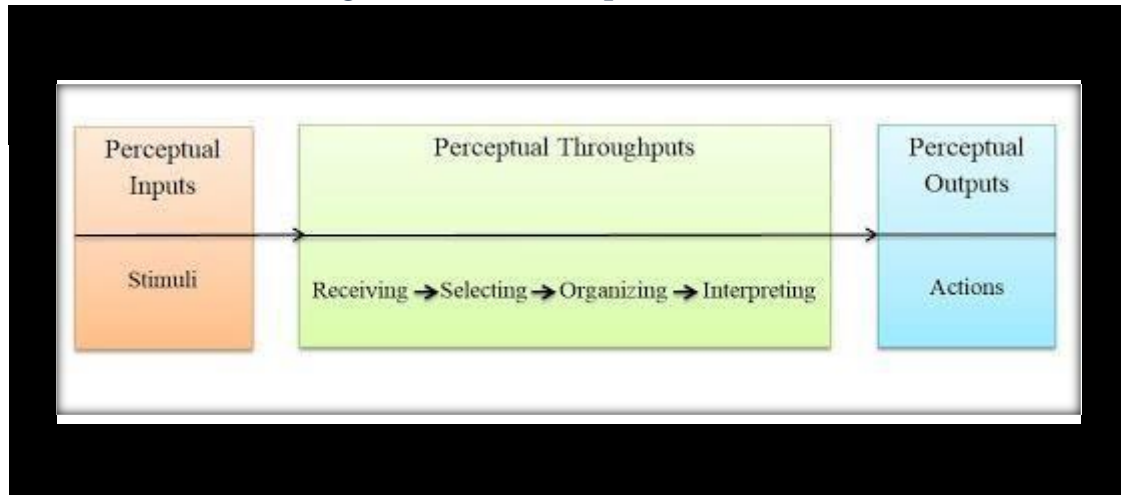 Perceptual
Inputs
Stimuli
Perceptual Throughputs
Receiving → Selecting → Organizing → Interpreting
Perceptual
Outputs
Actions